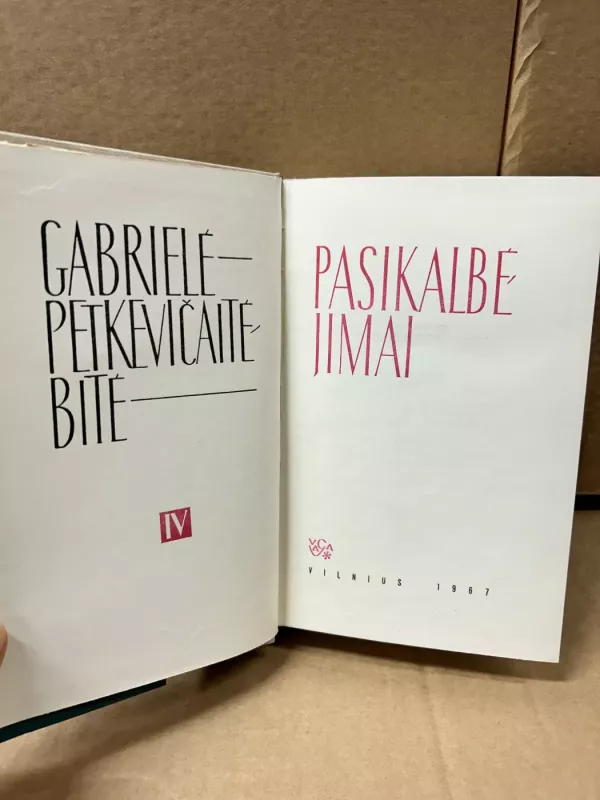 GABRIELĖ
PETKEVIČAITĖ-
BITĖ
IV
PASIKALBĖ-
JIMAI
VILNIUS 1967